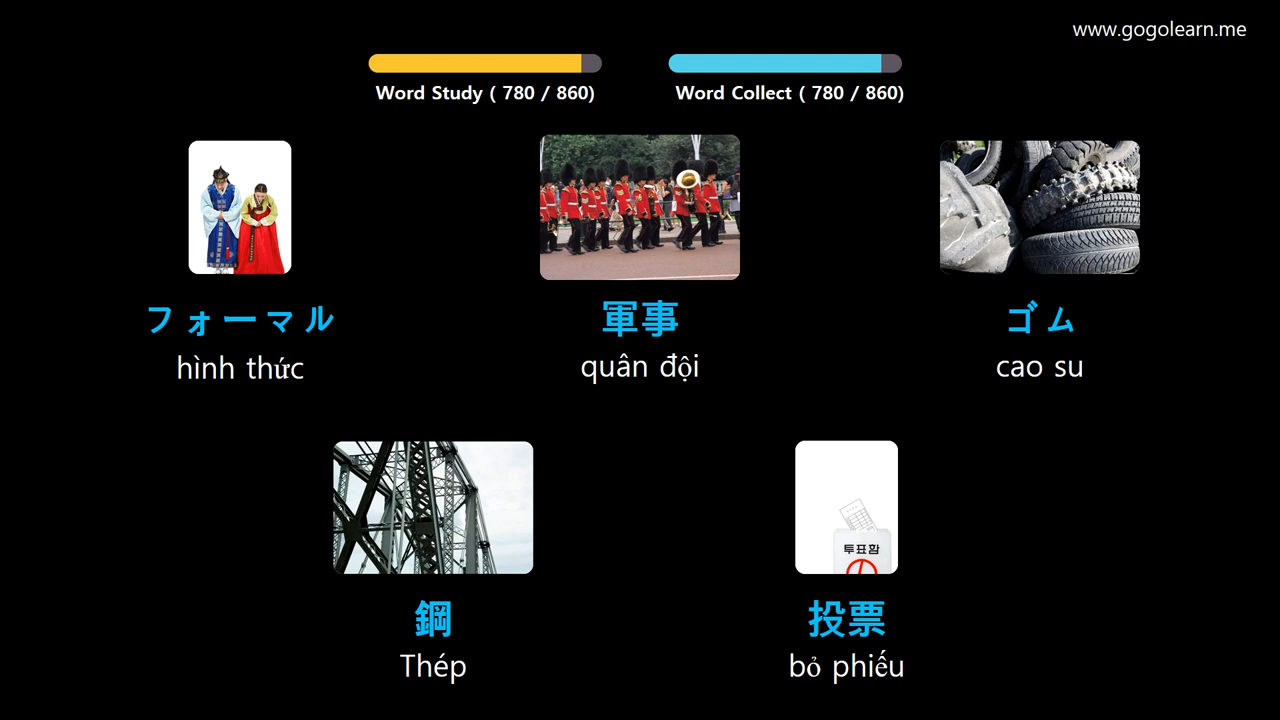 www.gogolearn.me
Word Study ( 780 / 860)
Word Collect ( 780 / 860)
フォーマル
hình thức
軍事
quân đội
ゴム
cao su
투표함
鋼
Thép
投票
bỏ phiếu